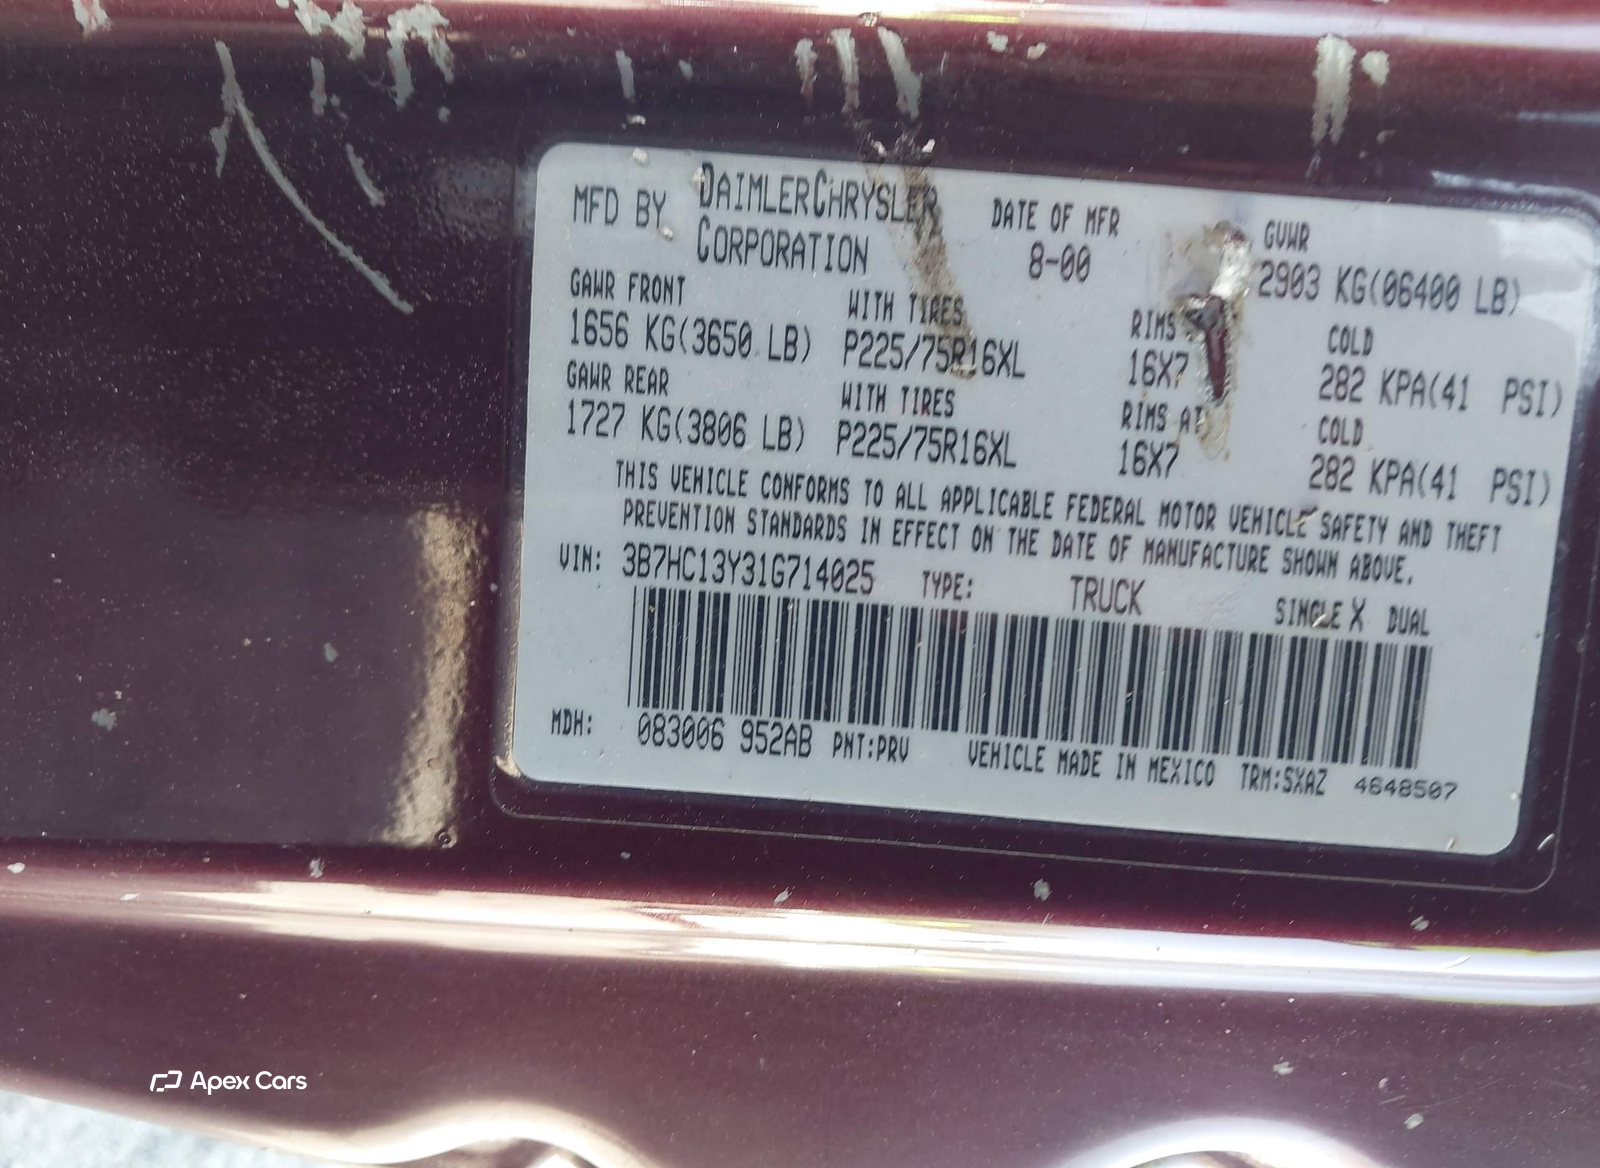 MFD BY DAIMLERCHRYSLER CORPORATION DATE OF MFR 8-00 GVWR 2903 KG(06400 LB)
GAWR FRONT WITH TIRES RIMS COLD
1656 KG(3650 LB) P225/75R16XL 16X7 282 KPA(41 PSI)
GAWR REAR WITH TIRES RIMS AT COLD
1727 KG(3806 LB) P225/75R16XL 16X7 282 KPA(41 PSI)
THIS VEHICLE CONFORMS TO ALL APPLICABLE FEDERAL MOTOR VEHICLE SAFETY AND THEFT
PREVENTION STANDARDS IN EFFECT ON THE DATE OF MANUFACTURE SHOWN ABOVE.
VIN: 3B7HC13Y31G714025 TYPE: TRUCK SINGLE X DUAL
MDH: 083006 952AB PNT:PRV VEHICLE MADE IN MEXICO TRM:SXAZ 4648507
Apex Cars